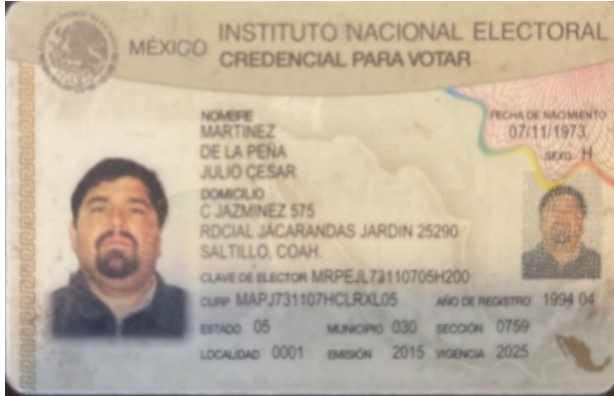 MÉXICO
INSTITUTO NACIONAL ELECTORAL
CREDENCIAL PARA VOTAR
NOMBRE
MARTINEZ
DE LA PEÑA
JULIO CESAR
FECHA DE NACIMIENTO
07/11/1973
SEXO H
DOMICILIO
C JAZMINEZ 575
RDCIAL JACARANDAS JARDIN 25290
SALTILLO, COAH.
CLAVE DE ELECTOR MRPEJL73110705H200
CURP MAPJ731107HCLRXL05 AÑO DE REGISTRO 1994 04
ESTADO 05 MUNICIPIO 030 SECCIÓN 0759
LOCALIDAD 0001 EMISIÓN 2015 VIGENCIA 2025